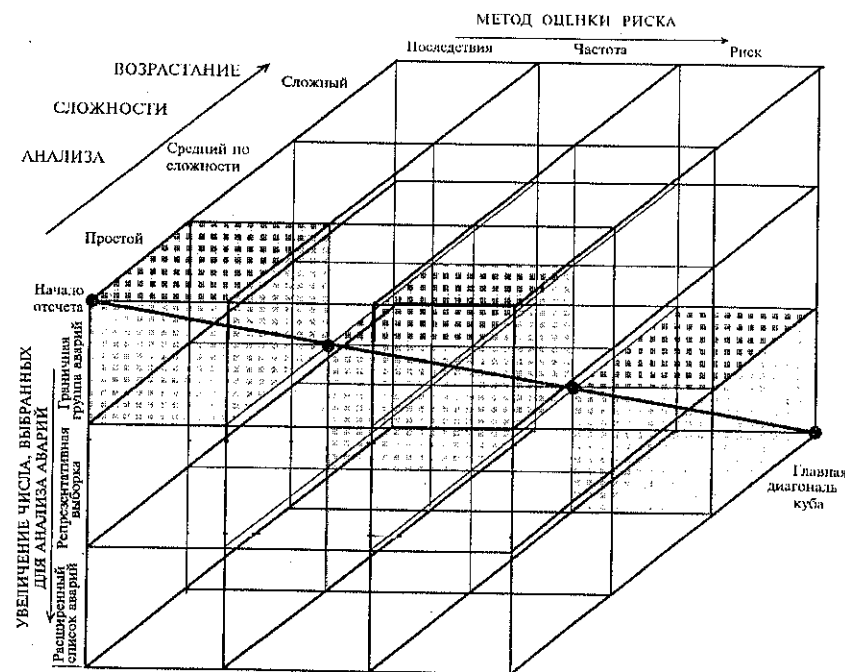 МЕТОД ОЦЕНКИ РИСКА
Последствия
Частота
Риск
ВОЗРАСТАНИЕ
СЛОЖНОСТИ
АНАЛИЗА
Сложный
Средний по
сложности
Простой
Начало
отсчета
УВЕЛИЧЕНИЕ ЧИСЛА, ВЫБРАННЫХ
ДЛЯ АНАЛИЗА АВАРИЙ
Граничная
группа аварий
Репрезентативная
выборка
Расширенный
список аварий
Главная
диагональ
куба